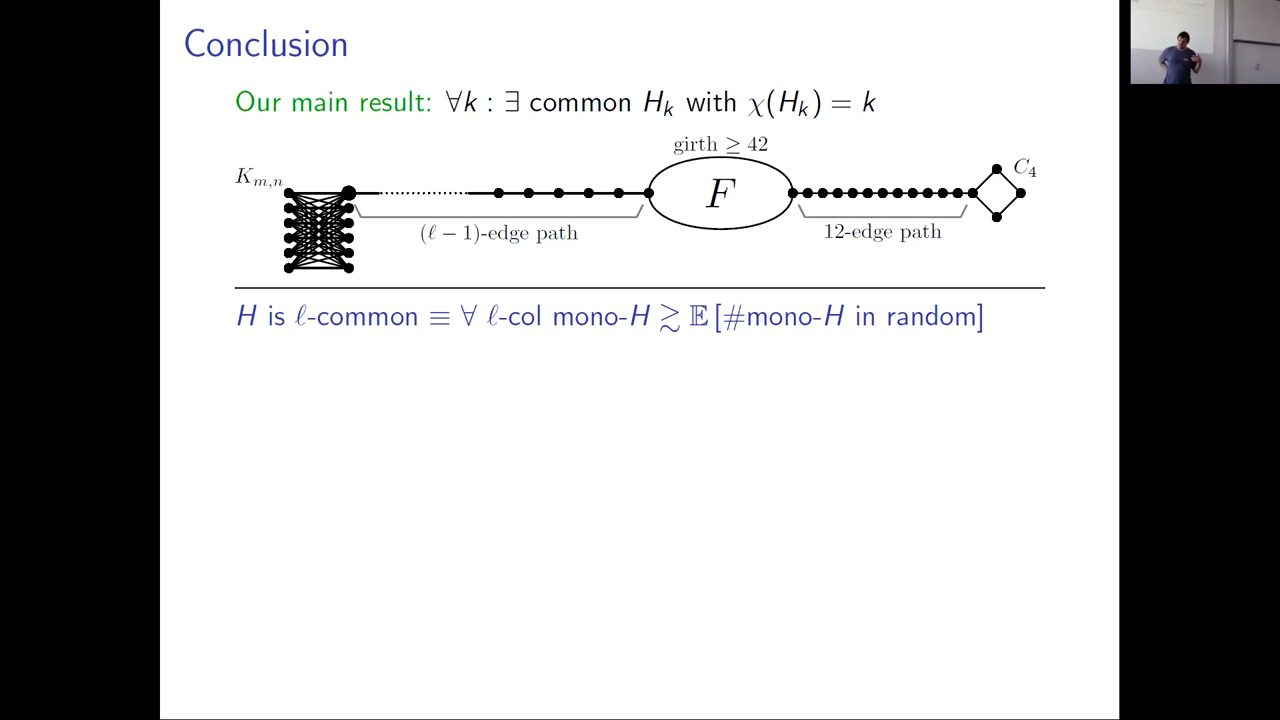 Conclusion
Our main result: ∀k : ∃ common H_k with χ(H_k) = k
girth ≥ 42
K_{m,n}
C_4
F
(ℓ − 1)-edge path
12-edge path
H is ℓ-common ≡ ∀ ℓ-col mono-H ≳ 𝔼 [#mono-H in random]